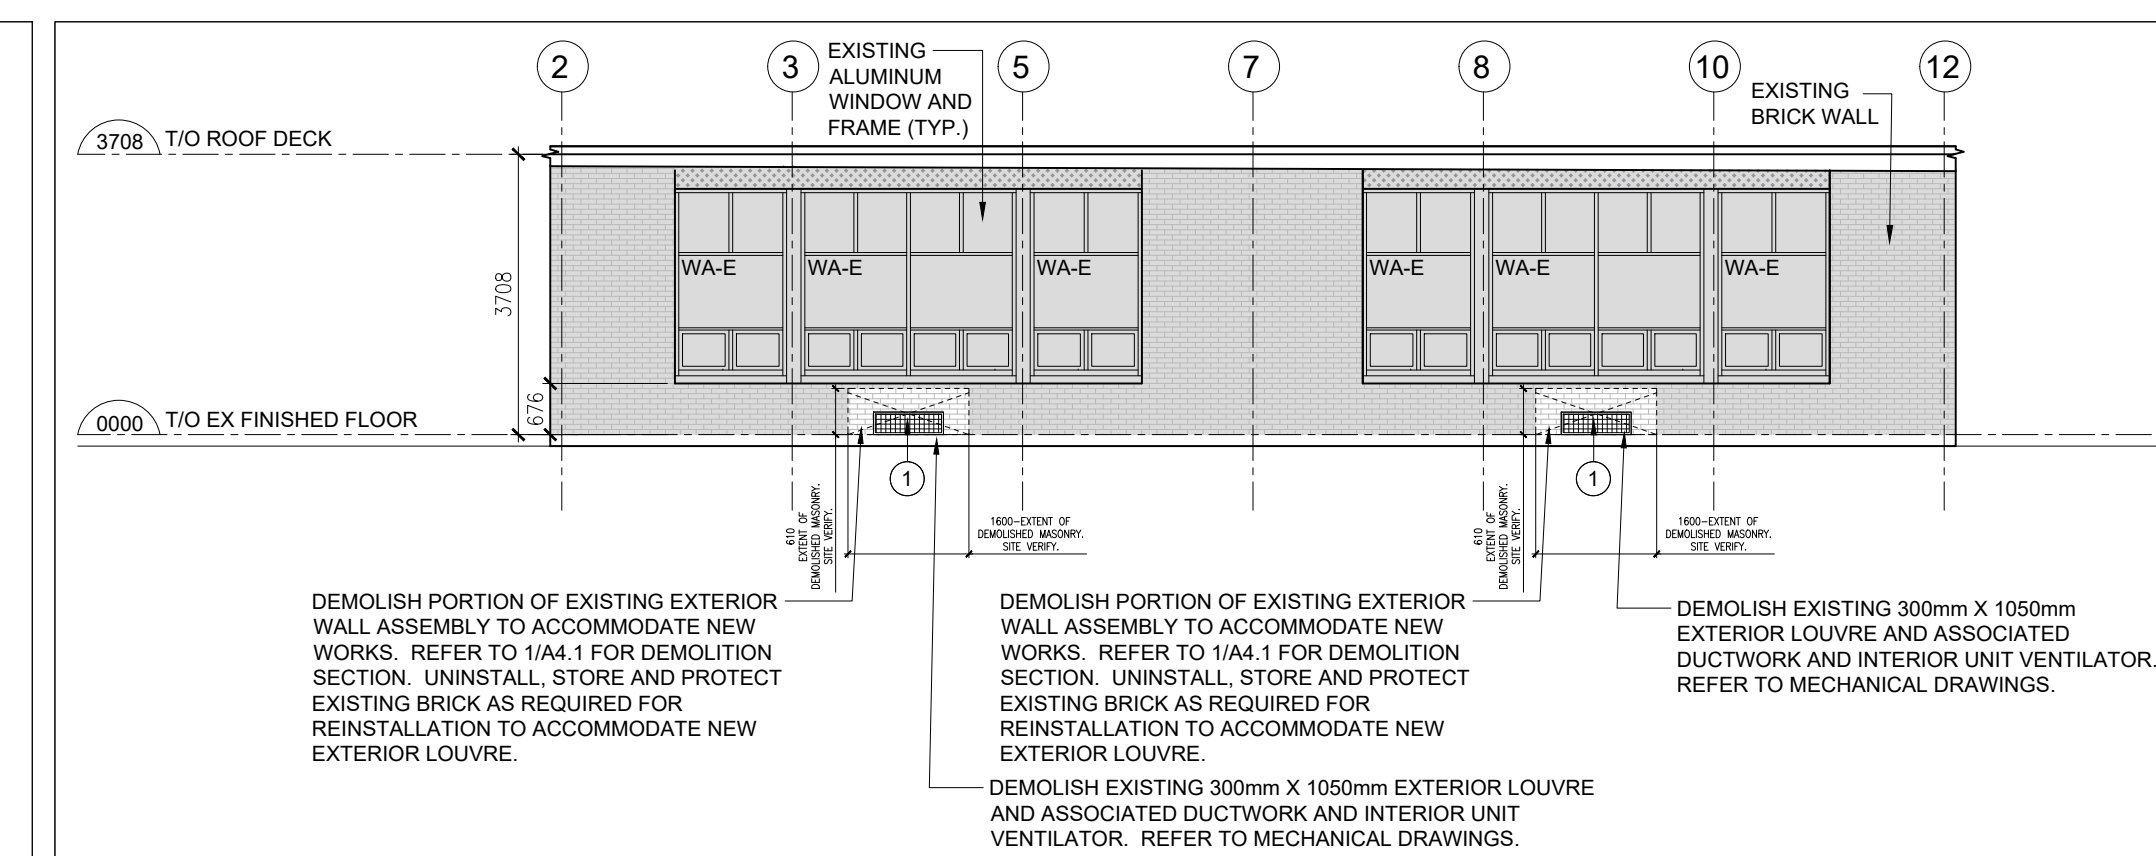 2
3
5
7
8
10
12
EXISTING
ALUMINUM
WINDOW AND
FRAME (TYP.)
EXISTING
BRICK WALL
3708
T/O ROOF DECK
3708
WA-E
WA-E
WA-E
WA-E
WA-E
WA-E
676
0000
T/O EX FINISHED FLOOR
1
1
610
EXTENT OF
DEMOLISHED MASONRY.
SITE VERIFY.
1600-EXTENT OF
DEMOLISHED MASONRY.
SITE VERIFY.
610
EXTENT OF
DEMOLISHED MASONRY.
SITE VERIFY.
1600-EXTENT OF
DEMOLISHED MASONRY.
SITE VERIFY.
DEMOLISH PORTION OF EXISTING EXTERIOR
WALL ASSEMBLY TO ACCOMMODATE NEW
WORKS. REFER TO 1/A4.1 FOR DEMOLITION
SECTION. UNINSTALL, STORE AND PROTECT
EXISTING BRICK AS REQUIRED FOR
REINSTALLATION TO ACCOMMODATE NEW
EXTERIOR LOUVRE.
DEMOLISH PORTION OF EXISTING EXTERIOR
WALL ASSEMBLY TO ACCOMMODATE NEW
WORKS. REFER TO 1/A4.1 FOR DEMOLITION
SECTION. UNINSTALL, STORE AND PROTECT
EXISTING BRICK AS REQUIRED FOR
REINSTALLATION TO ACCOMMODATE NEW
EXTERIOR LOUVRE.
DEMOLISH EXISTING 300mm X 1050mm
EXTERIOR LOUVRE AND ASSOCIATED
DUCTWORK AND INTERIOR UNIT VENTILATOR.
REFER TO MECHANICAL DRAWINGS.
DEMOLISH EXISTING 300mm X 1050mm EXTERIOR LOUVRE
AND ASSOCIATED DUCTWORK AND INTERIOR UNIT
VENTILATOR. REFER TO MECHANICAL DRAWINGS.